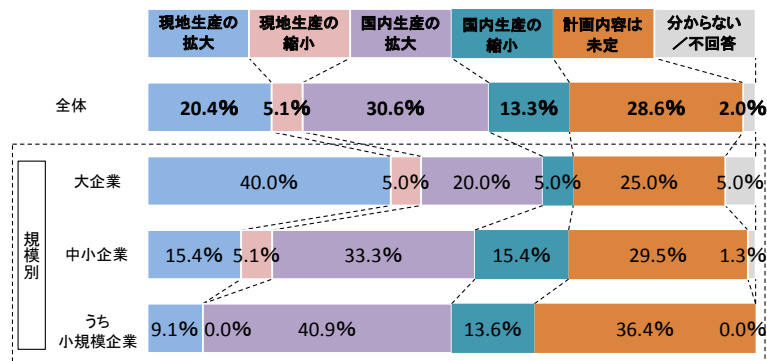 現地生産の
拡大
現地生産の
縮小
国内生産の
拡大
国内生産の
縮小
計画内容は
未定
分からない
／不回答
全体
20.4%
5.1%
30.6%
13.3%
28.6%
2.0%
規模別
大企業
40.0%
5.0%
20.0%
5.0%
25.0%
5.0%
中小企業
15.4%
5.1%
33.3%
15.4%
29.5%
1.3%
うち
小規模企業
9.1%
0.0%
40.9%
13.6%
36.4%
0.0%